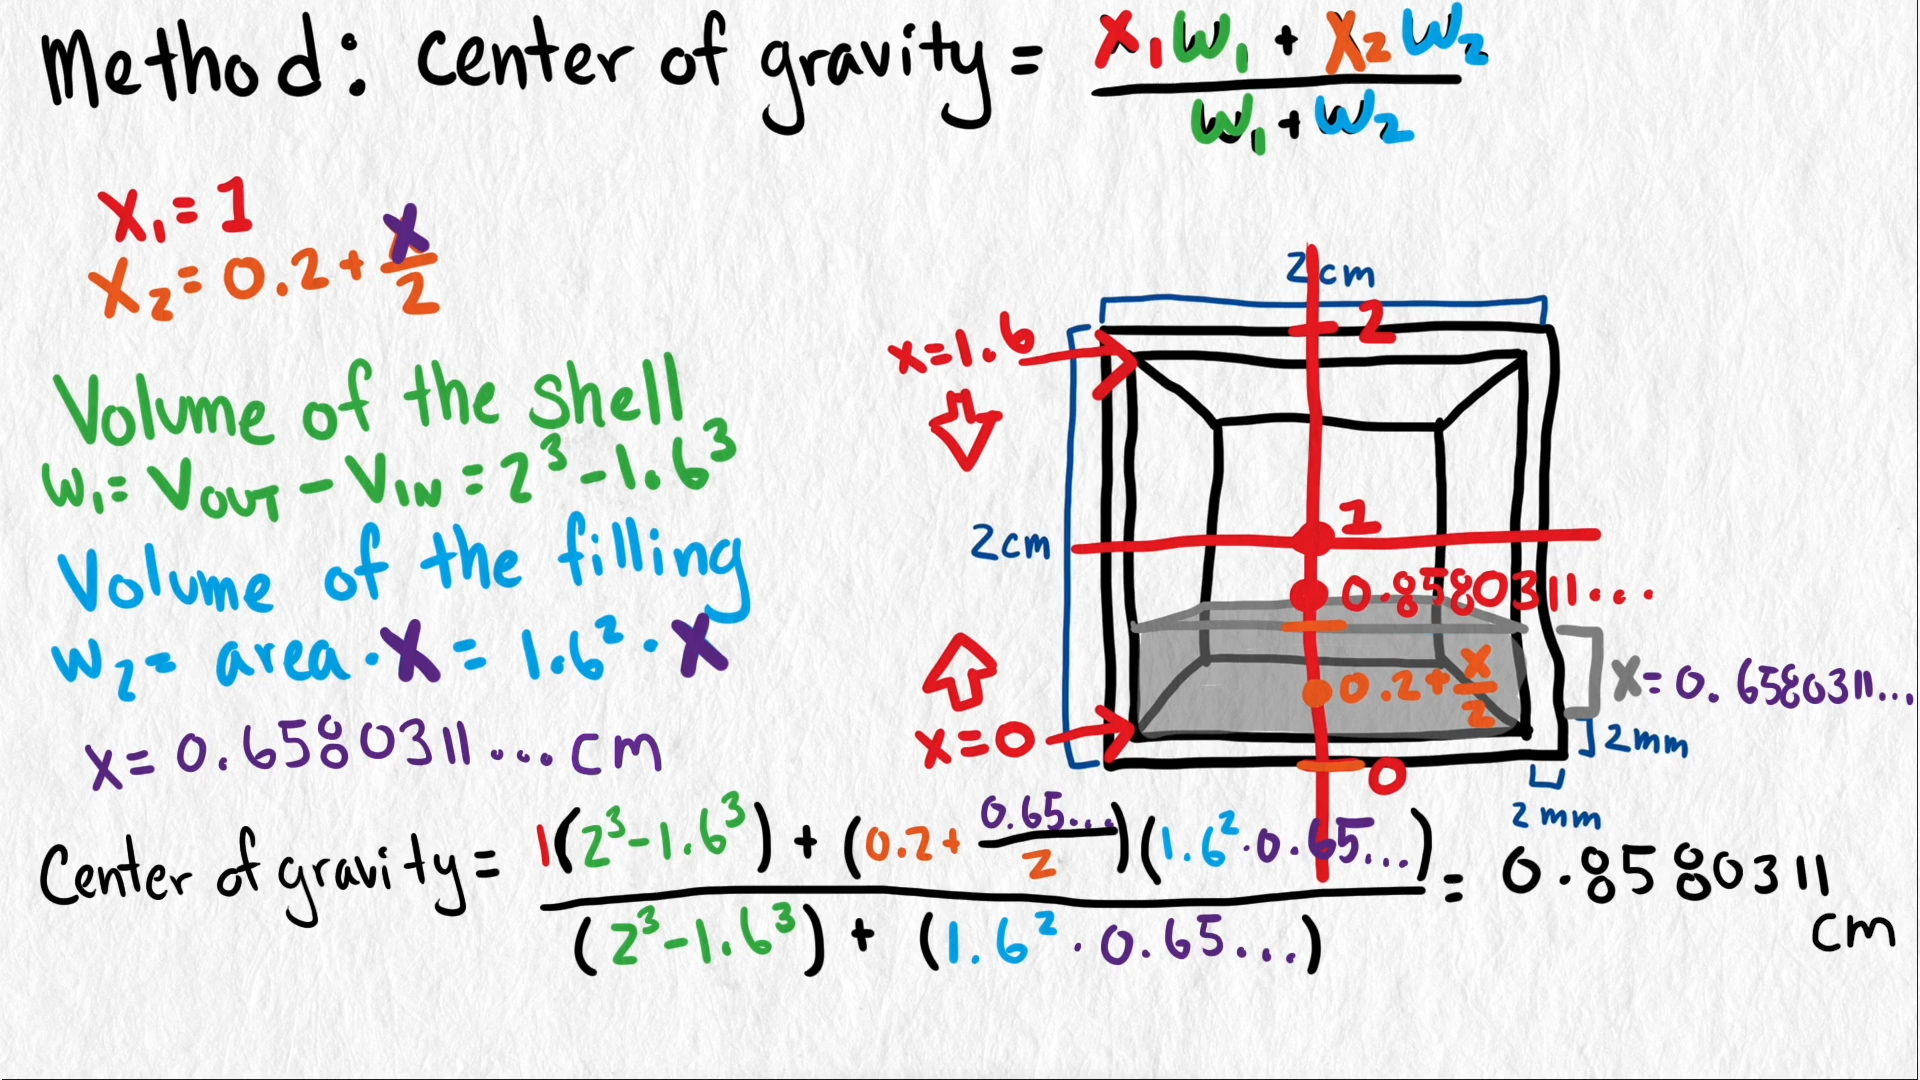 Method: center of gravity = (x₁w₁ + x₂w₂) / (w₁ + w₂)
x₁ = 1
x₂ = 0.2 + x/2
Volume of the shell
w₁ = V_OUT - V_IN = 2³ - 1.6³
Volume of the filling
w₂ = area · x = 1.6² · x
x = 0.6580311... cm
2cm
2
x=1.6
1
2cm
0.8580311...
0.2+x/2
x= 0.6580311...
x=0
0
2mm
2mm
Center of gravity = (1(2³-1.6³) + (0.2+ 0.65.../2)(1.6²·0.65...)) / ((2³-1.6³) + (1.6²·0.65...)) = 0.8580311
cm